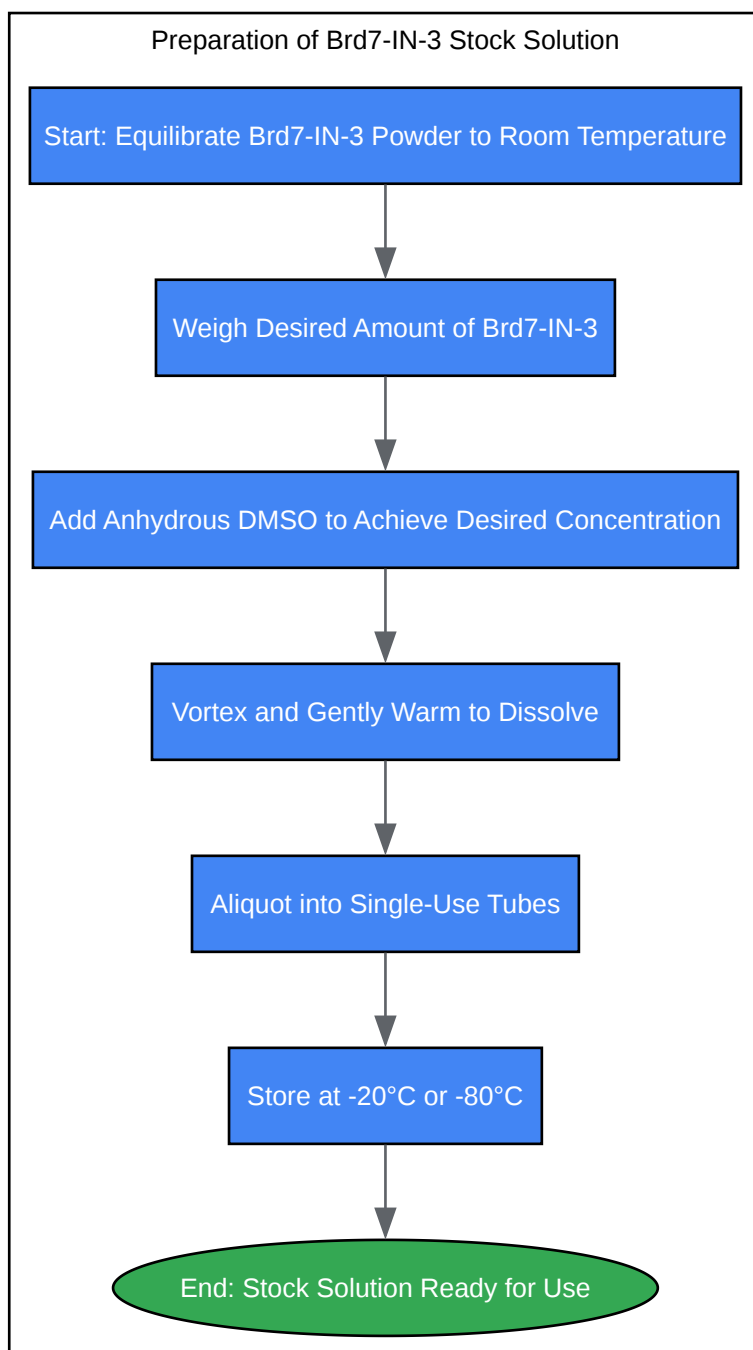 Preparation of Brd7-IN-3 Stock Solution
Start: Equilibrate Brd7-IN-3 Powder to Room Temperature
Weigh Desired Amount of Brd7-IN-3
Add Anhydrous DMSO to Achieve Desired Concentration
Vortex and Gently Warm to Dissolve
Aliquot into Single-Use Tubes
Store at -20°C or -80°C
End: Stock Solution Ready for Use